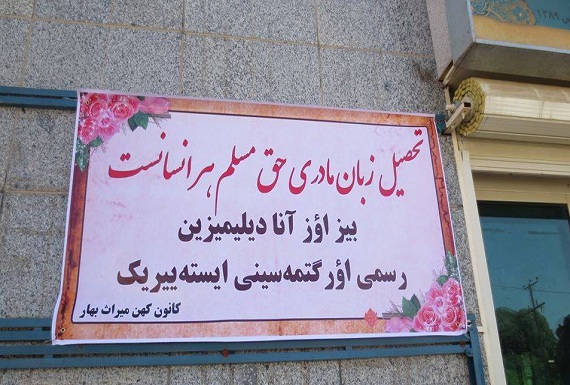 تحصیل زبان مادری حق مسلم هر انسانست
بیز اؤز آنا دیلیمیزین
رسمی اؤرگتمه‌سینی ایسته‌ییریک
کانون کهن میراث بهار
۱۳۸۹